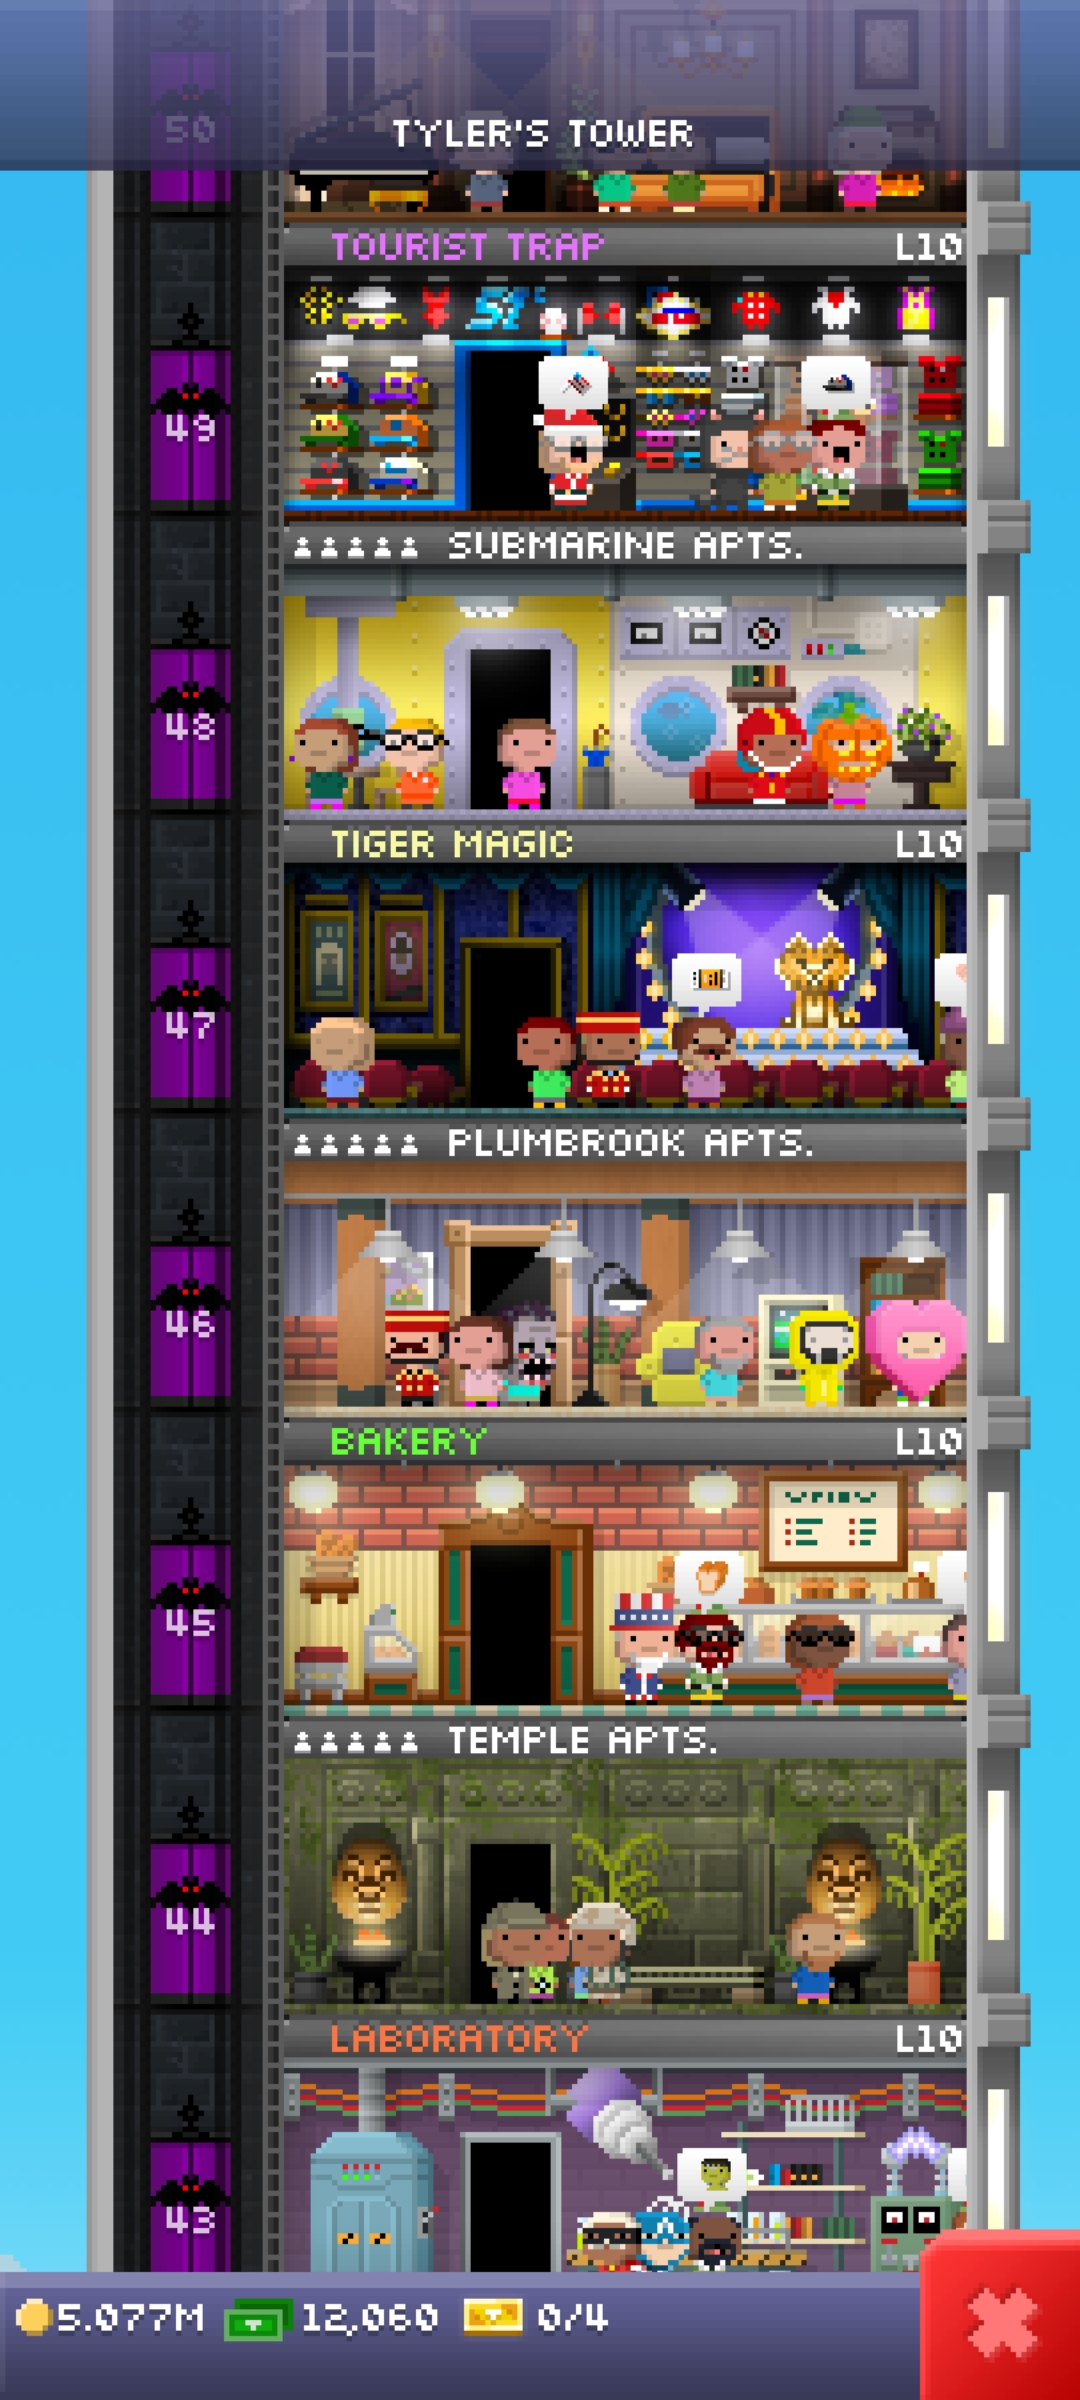 50
TYLER'S TOWER
TOURIST TRAP L10
49
SUBMARINE APTS.
48
TIGER MAGIC L10
47
PLUMBROOK APTS.
46
BAKERY L10
45
TEMPLE APTS.
44
LABORATORY L10
43
5.077M 12,060 0/4